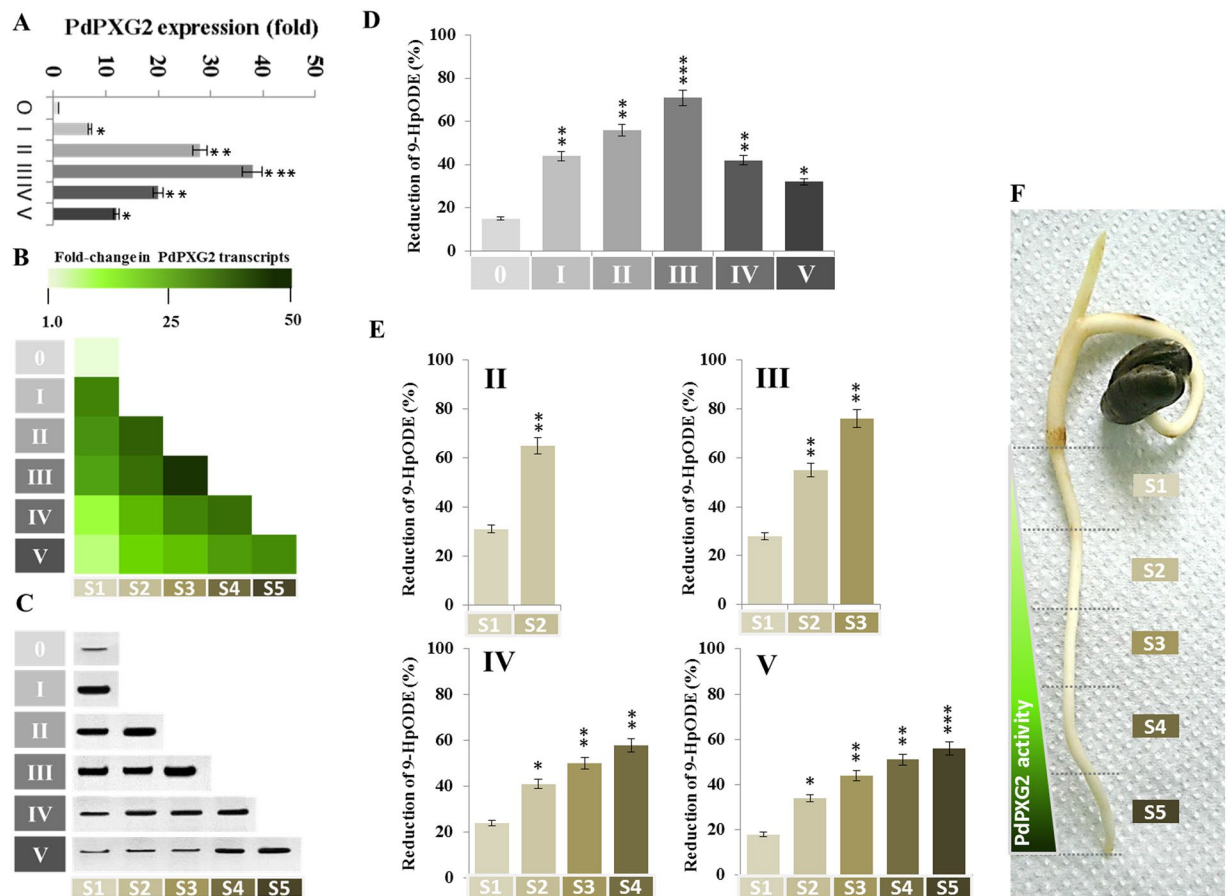 A
PdPXG2 expression (fold)
0 10 20 30 40 50
O
I
*
II
**
III
***
IV
**
V
*
B
Fold-change in PdPXG2 transcripts
1.0 25 50
0
I
II
III
IV
V
S1 S2 S3 S4 S5
C
0
I
II
III
IV
V
S1 S2 S3 S4 S5
D
Reduction of 9-HpODE (%)
100
80
60
40
20
0
** ** *** ** *
0 I II III IV V
E
II
Reduction of 9-HpODE (%)
100
80
60
40
20
0
**
S1 S2
III
Reduction of 9-HpODE (%)
100
80
60
40
20
0
** **
S1 S2 S3
IV
Reduction of 9-HpODE (%)
100
80
60
40
20
0
* ** **
S1 S2 S3 S4
V
Reduction of 9-HpODE (%)
100
80
60
40
20
0
* ** ** ***
S1 S2 S3 S4 S5
F
PdPXG2 activity
S1
S2
S3
S4
S5